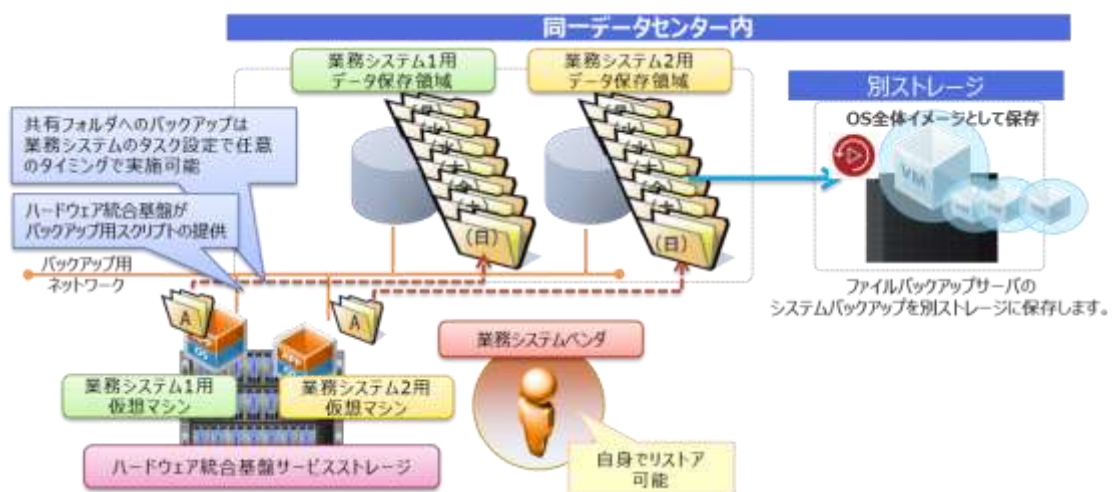 同一データセンター内
業務システム1用
データ保存領域
業務システム2用
データ保存領域
別ストレージ
OS全体イメージとして保存
共有フォルダへのバックアップは
業務システムのタスク設定で任意
のタイミングで実施可能
ハードウェア統合基盤が
バックアップ用スクリプトの提供
VM
(日)
(日)
バックアップ用
ネットワーク
ファイルバックアップサーバの
システムバックアップを別ストレージに保存します。
A
A
業務システムベンダ
業務システム1用
仮想マシン
業務システム2用
仮想マシン
自身でリストア
可能
ハードウェア統合基盤サービスストレージ